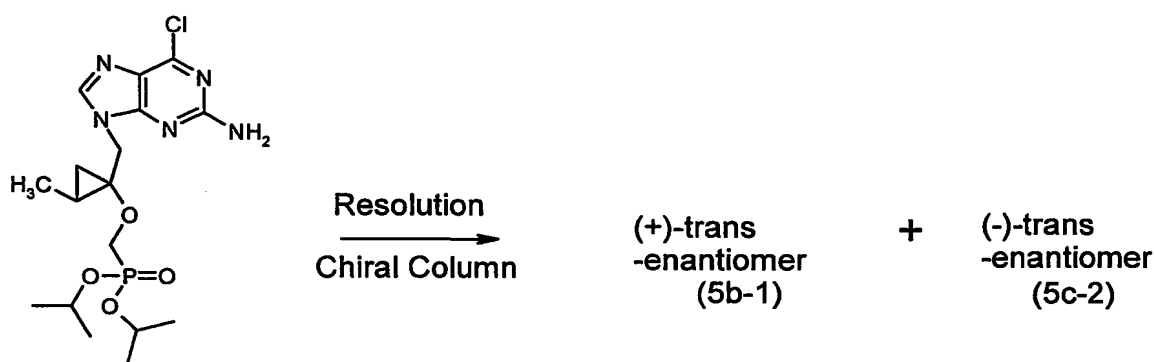 Cl
N
N
N
N
NH2
H3C
O
O
P
O
O
Resolution
Chiral Column
(+)-trans
-enantiomer
(5b-1)
+
(-)-trans
-enantiomer
(5c-2)